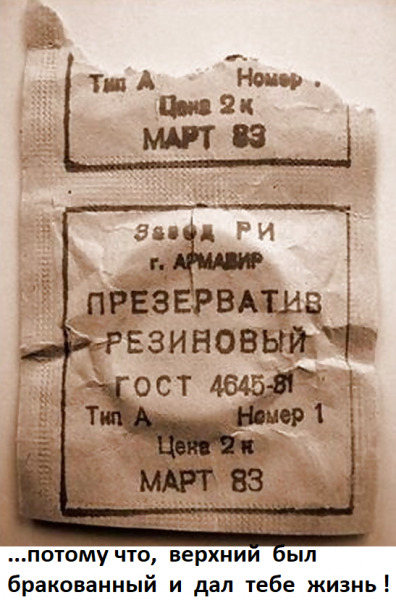 Тип А Номер 1
Цена 2 к
МАРТ 83
Завод РИ
г. АРМАВИР
ПРЕЗЕРВАТИВ
РЕЗИНОВЫЙ
ГОСТ 4645-81
Тип А Номер 1
Цена 2 к
МАРТ 83
...потому что, верхний был
бракованный и дал тебе жизнь !